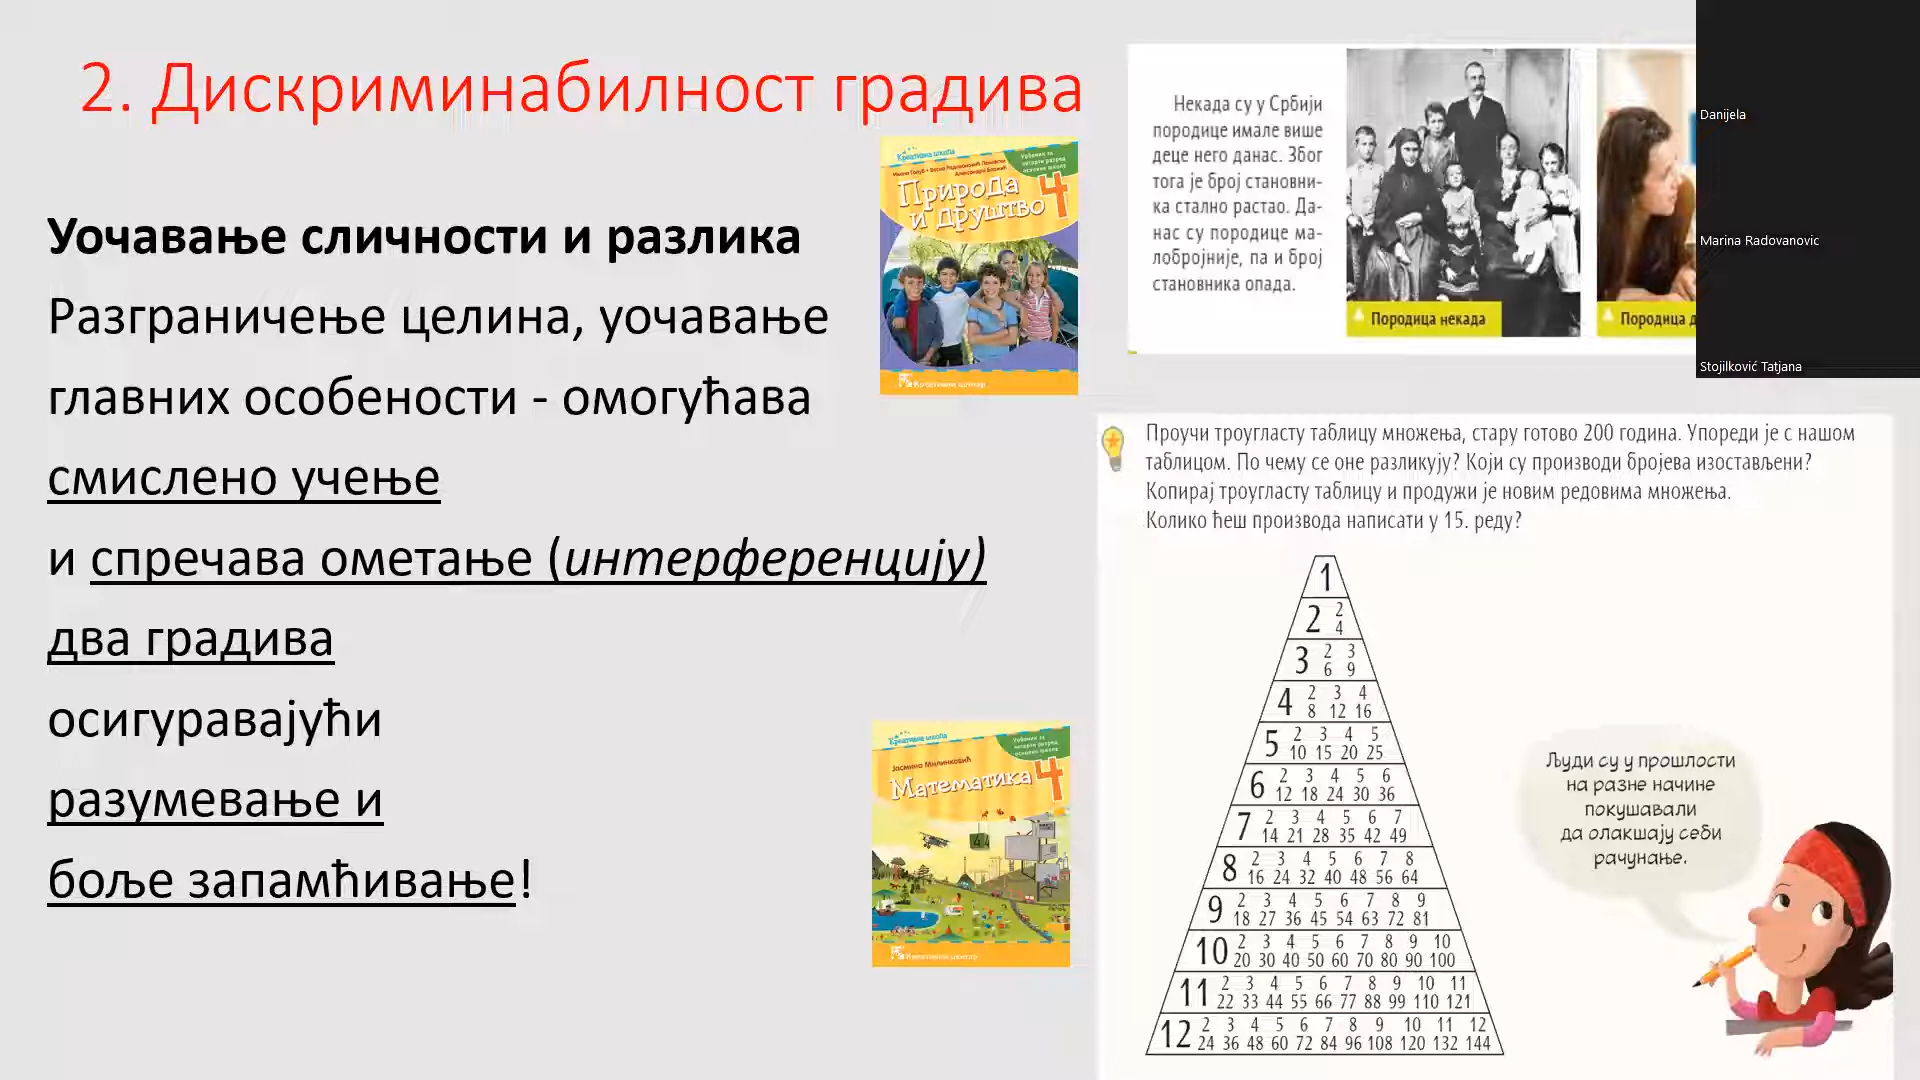 2. Дискриминабилност градива
Уочавање сличности и разлика
Разграничење целина, уочавање
главних особености - омогућава
смислено учење
и спречава ометање (интерференцију)
два градива
осигуравајући
разумевање и
боље запамћивање!
Креативна школа
Природа
и друштво 4
Креативни центар
Креативна школа
Јасмина Милинковић
Математика 4
Креативни центар
Некада су у Србији
породице имале више
деце него данас. Због
тога је број становни-
ка стално растао. Да-
нас су породице ма-
лобројније, па и број
становника опада.
Породица некада
Породица д
Danijela
Marina Radovanovic
Stojilković Tatjana
Проучи троугласту таблицу множења, стару готово 200 година. Упореди је с нашом
таблицом. По чему се оне разликују? Који су производи бројева изостављени?
Копирај троугласту таблицу и продужи је новим редовима множења.
Колико ћеш производа написати у 15. реду?
1
2 2
4
3 2 3
6 9
4 2 3 4
8 12 16
5 2 3 4 5
10 15 20 25
6 2 3 4 5 6
12 18 24 30 36
7 2 3 4 5 6 7
14 21 28 35 42 49
8 2 3 4 5 6 7 8
16 24 32 40 48 56 64
9 2 3 4 5 6 7 8 9
18 27 36 45 54 63 72 81
10 2 3 4 5 6 7 8 9 10
20 30 40 50 60 70 80 90 100
11 2 3 4 5 6 7 8 9 10 11
22 33 44 55 66 77 88 99 110 121
12 2 3 4 5 6 7 8 9 10 11 12
24 36 48 60 72 84 96 108 120 132 144
Људи су у прошлости
на разне начине
покушавали
да олакшају себи
рачунање.